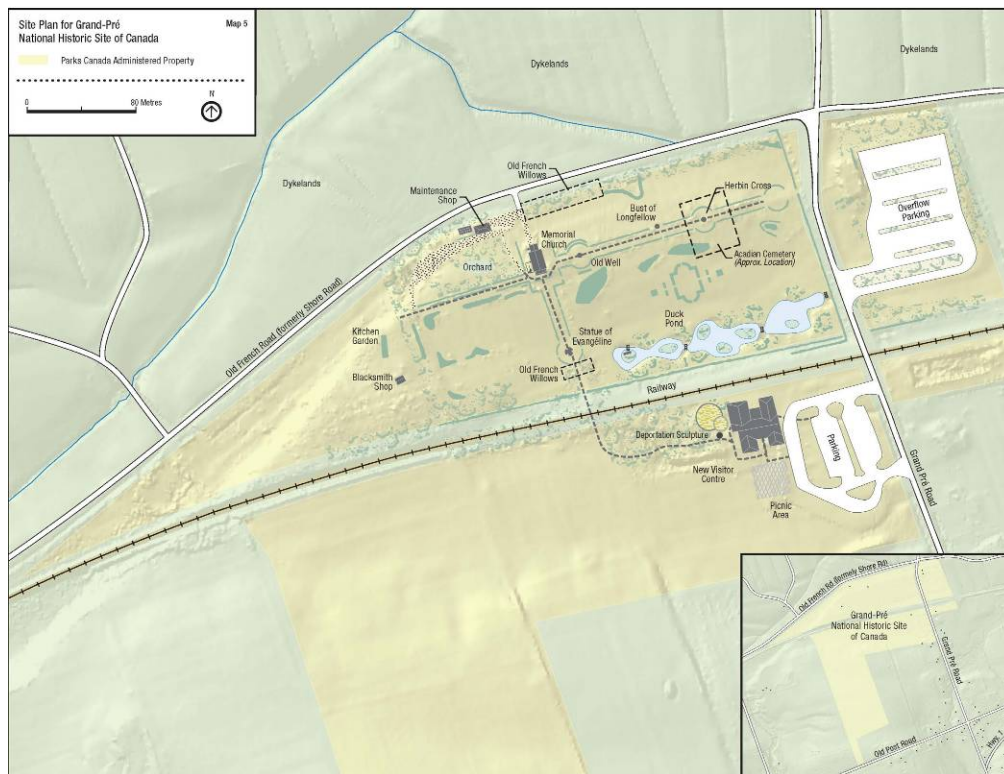 Site Plan for Grand-Pré
National Historic Site of Canada
Map 5
Parks Canada Administered Property
0
80 Metres
N
Dykelands
Dykelands
Dykelands
Old French
Willows
Maintenance
Shop
Herbin Cross
Bust of
Longfellow
Overflow
Parking
Memorial
Church
Acadian Cemetery
(Approx. Location)
Orchard
Old Well
Old French Road (formerly Shore Road)
Kitchen
Garden
Duck
Pond
Statue of
Evangéline
Old French
Willows
Blacksmith
Shop
Railway
Deportation Sculpture
Parking
New Visitor
Centre
Grand Pré Road
Picnic
Area
Old French Rd (formely Shore Rd)
Grand-Pré
National Historic Site
of Canada
Grand Pré Road
Old Post Road
Hwy. 1